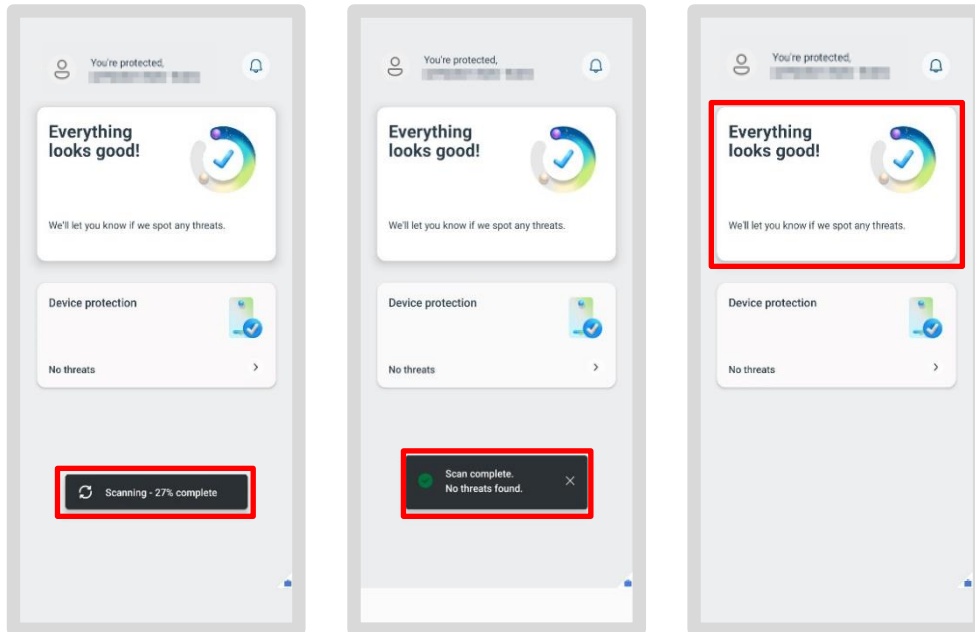 You're protected,
Everything
looks good!
We'll let you know if we spot any threats.
Device protection
No threats
Scanning - 27% complete
You're protected,
Everything
looks good!
We'll let you know if we spot any threats.
Device protection
No threats
Scan complete.
No threats found.
You're protected,
Everything
looks good!
We'll let you know if we spot any threats.
Device protection
No threats